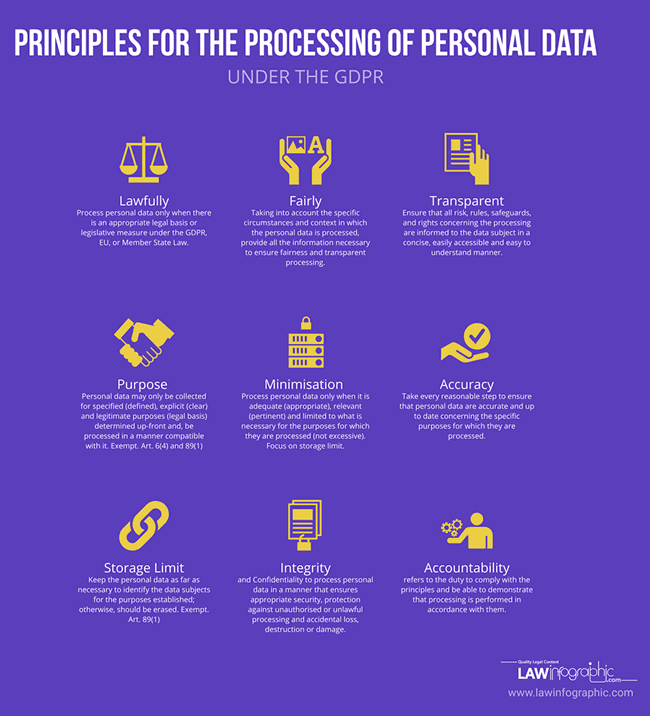 PRINCIPLES FOR THE PROCESSING OF PERSONAL DATA
UNDER THE GDPR
A
Lawfully
Process personal data only when there
is an appropriate legal basis or
legislative measure under the GDPR,
EU, or Member State Law.
Fairly
Taking into account the specific
circumstances and context in which
the personal data is processed,
provide all the information necessary
to ensure fairness and transparent
processing.
Transparent
Ensure that all risk, rules, safeguards,
and rights concerning the processing
are informed to the data subject in a
concise, easily accessible and easy to
understand manner.
Purpose
Personal data may only be collected
for specified (defined), explicit (clear)
and legitimate purposes (legal basis)
determined up-front and, be
processed in a manner compatible
with it. Exempt. Art. 6(4) and 89(1)
Minimisation
Process personal data only when it is
adequate (appropriate), relevant
(pertinent) and limited to what is
necessary for the purposes for which
they are processed (not excessive).
Focus on storage limit.
Accuracy
Take every reasonable step to ensure
that personal data are accurate and up
to date concerning the specific
purposes for which they are
processed.
Storage Limit
Keep the personal data as far as
necessary to identify the data subjects
for the purposes established;
otherwise, should be erased. Exempt.
Art. 89(1)
Integrity
and Confidentiality to process personal
data in a manner that ensures
appropriate security, protection
against unauthorised or unlawful
processing and accidental loss,
destruction or damage.
Accountability
refers to the duty to comply with the
principles and be able to demonstrate
that processing is performed in
accordance with them.
Quality Legal Content
LAWinfographic.com
www.lawinfographic.com